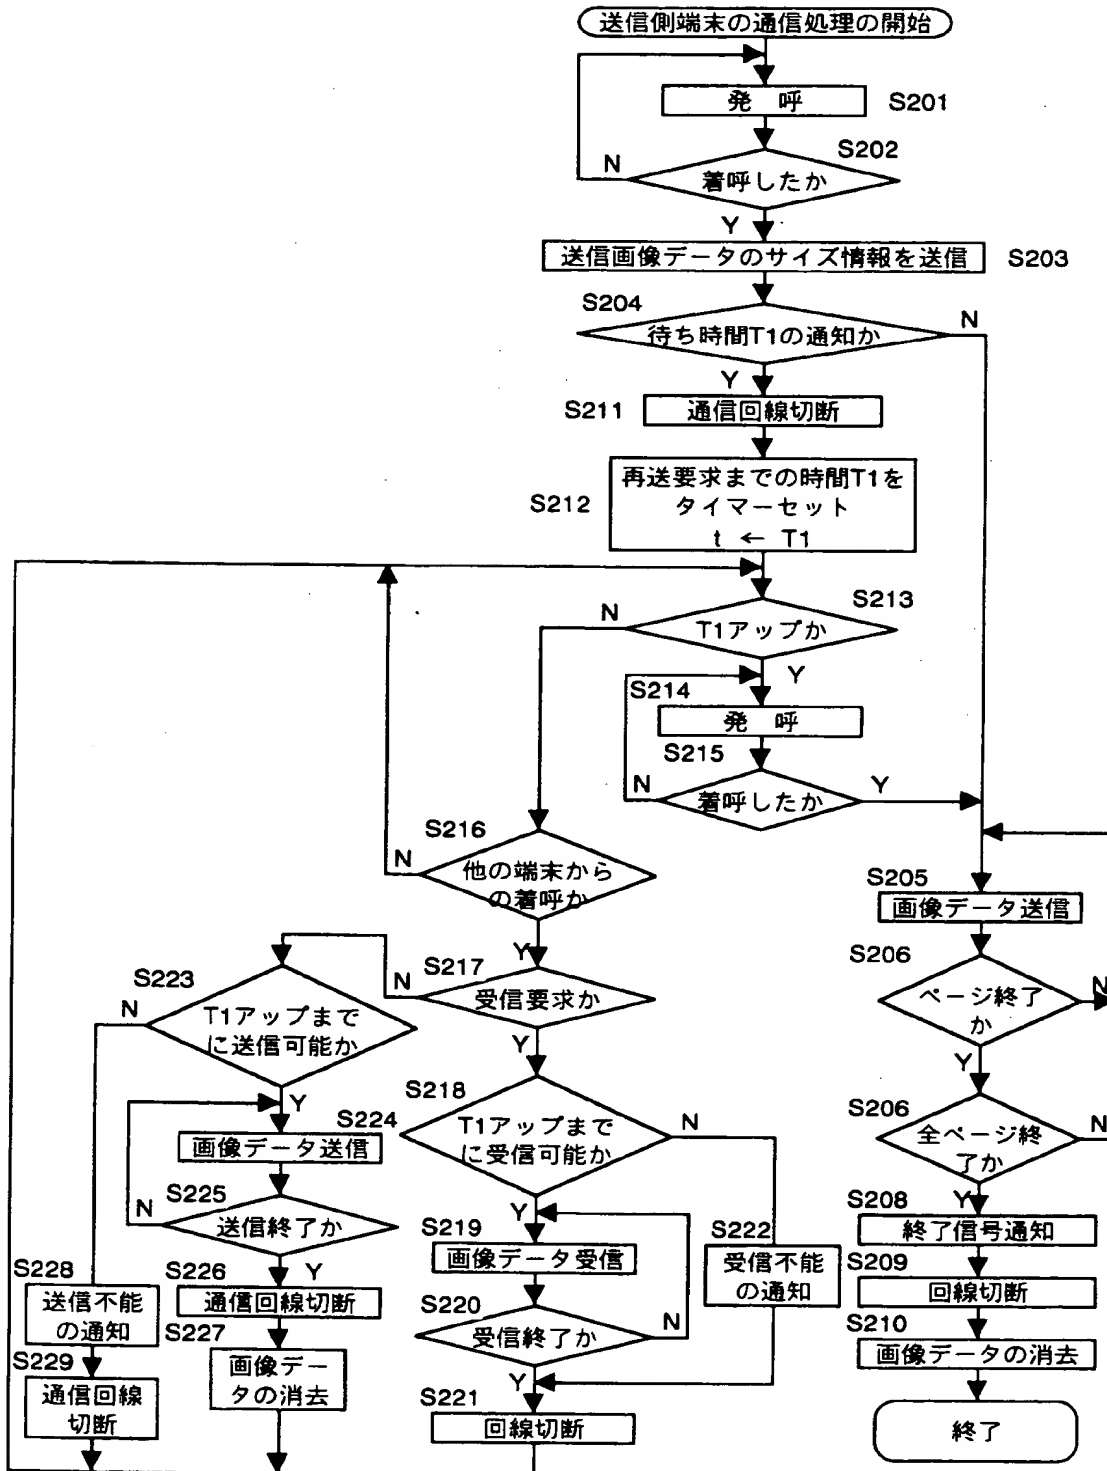 送信側端末の通信処理の開始
発 呼 S201
S202
N 着呼したか
Y
送信画像データのサイズ情報を送信 S203
S204
待ち時間T1の通知か N
Y
S211 通信回線切断
S212
再送要求までの時間T1を
タイマーセット
t ← T1
S213
N T1アップか
Y
S214
発 呼
S215
N 着呼したか Y
S216
N 他の端末から
の着呼か
Y
S205
画像データ送信
S206
ページ終了
か
N
Y
S217
N 受信要求か
Y
S223
N T1アップまで
に送信可能か
Y
S224
画像データ送信
S225
N 送信終了か
Y
S226
通信回線切断
S227
画像デー
タの消去
S228
送信不能
の通知
S229
通信回線
切断
S218
T1アップまで
に受信可能か
N
Y
S219
画像データ受信
S220
受信終了か N
Y
S221
回線切断
S222
受信不能
の通知
S206
全ページ終
了か
N
Y
S208
終了信号通知
S209
回線切断
S210
画像データの消去
終了